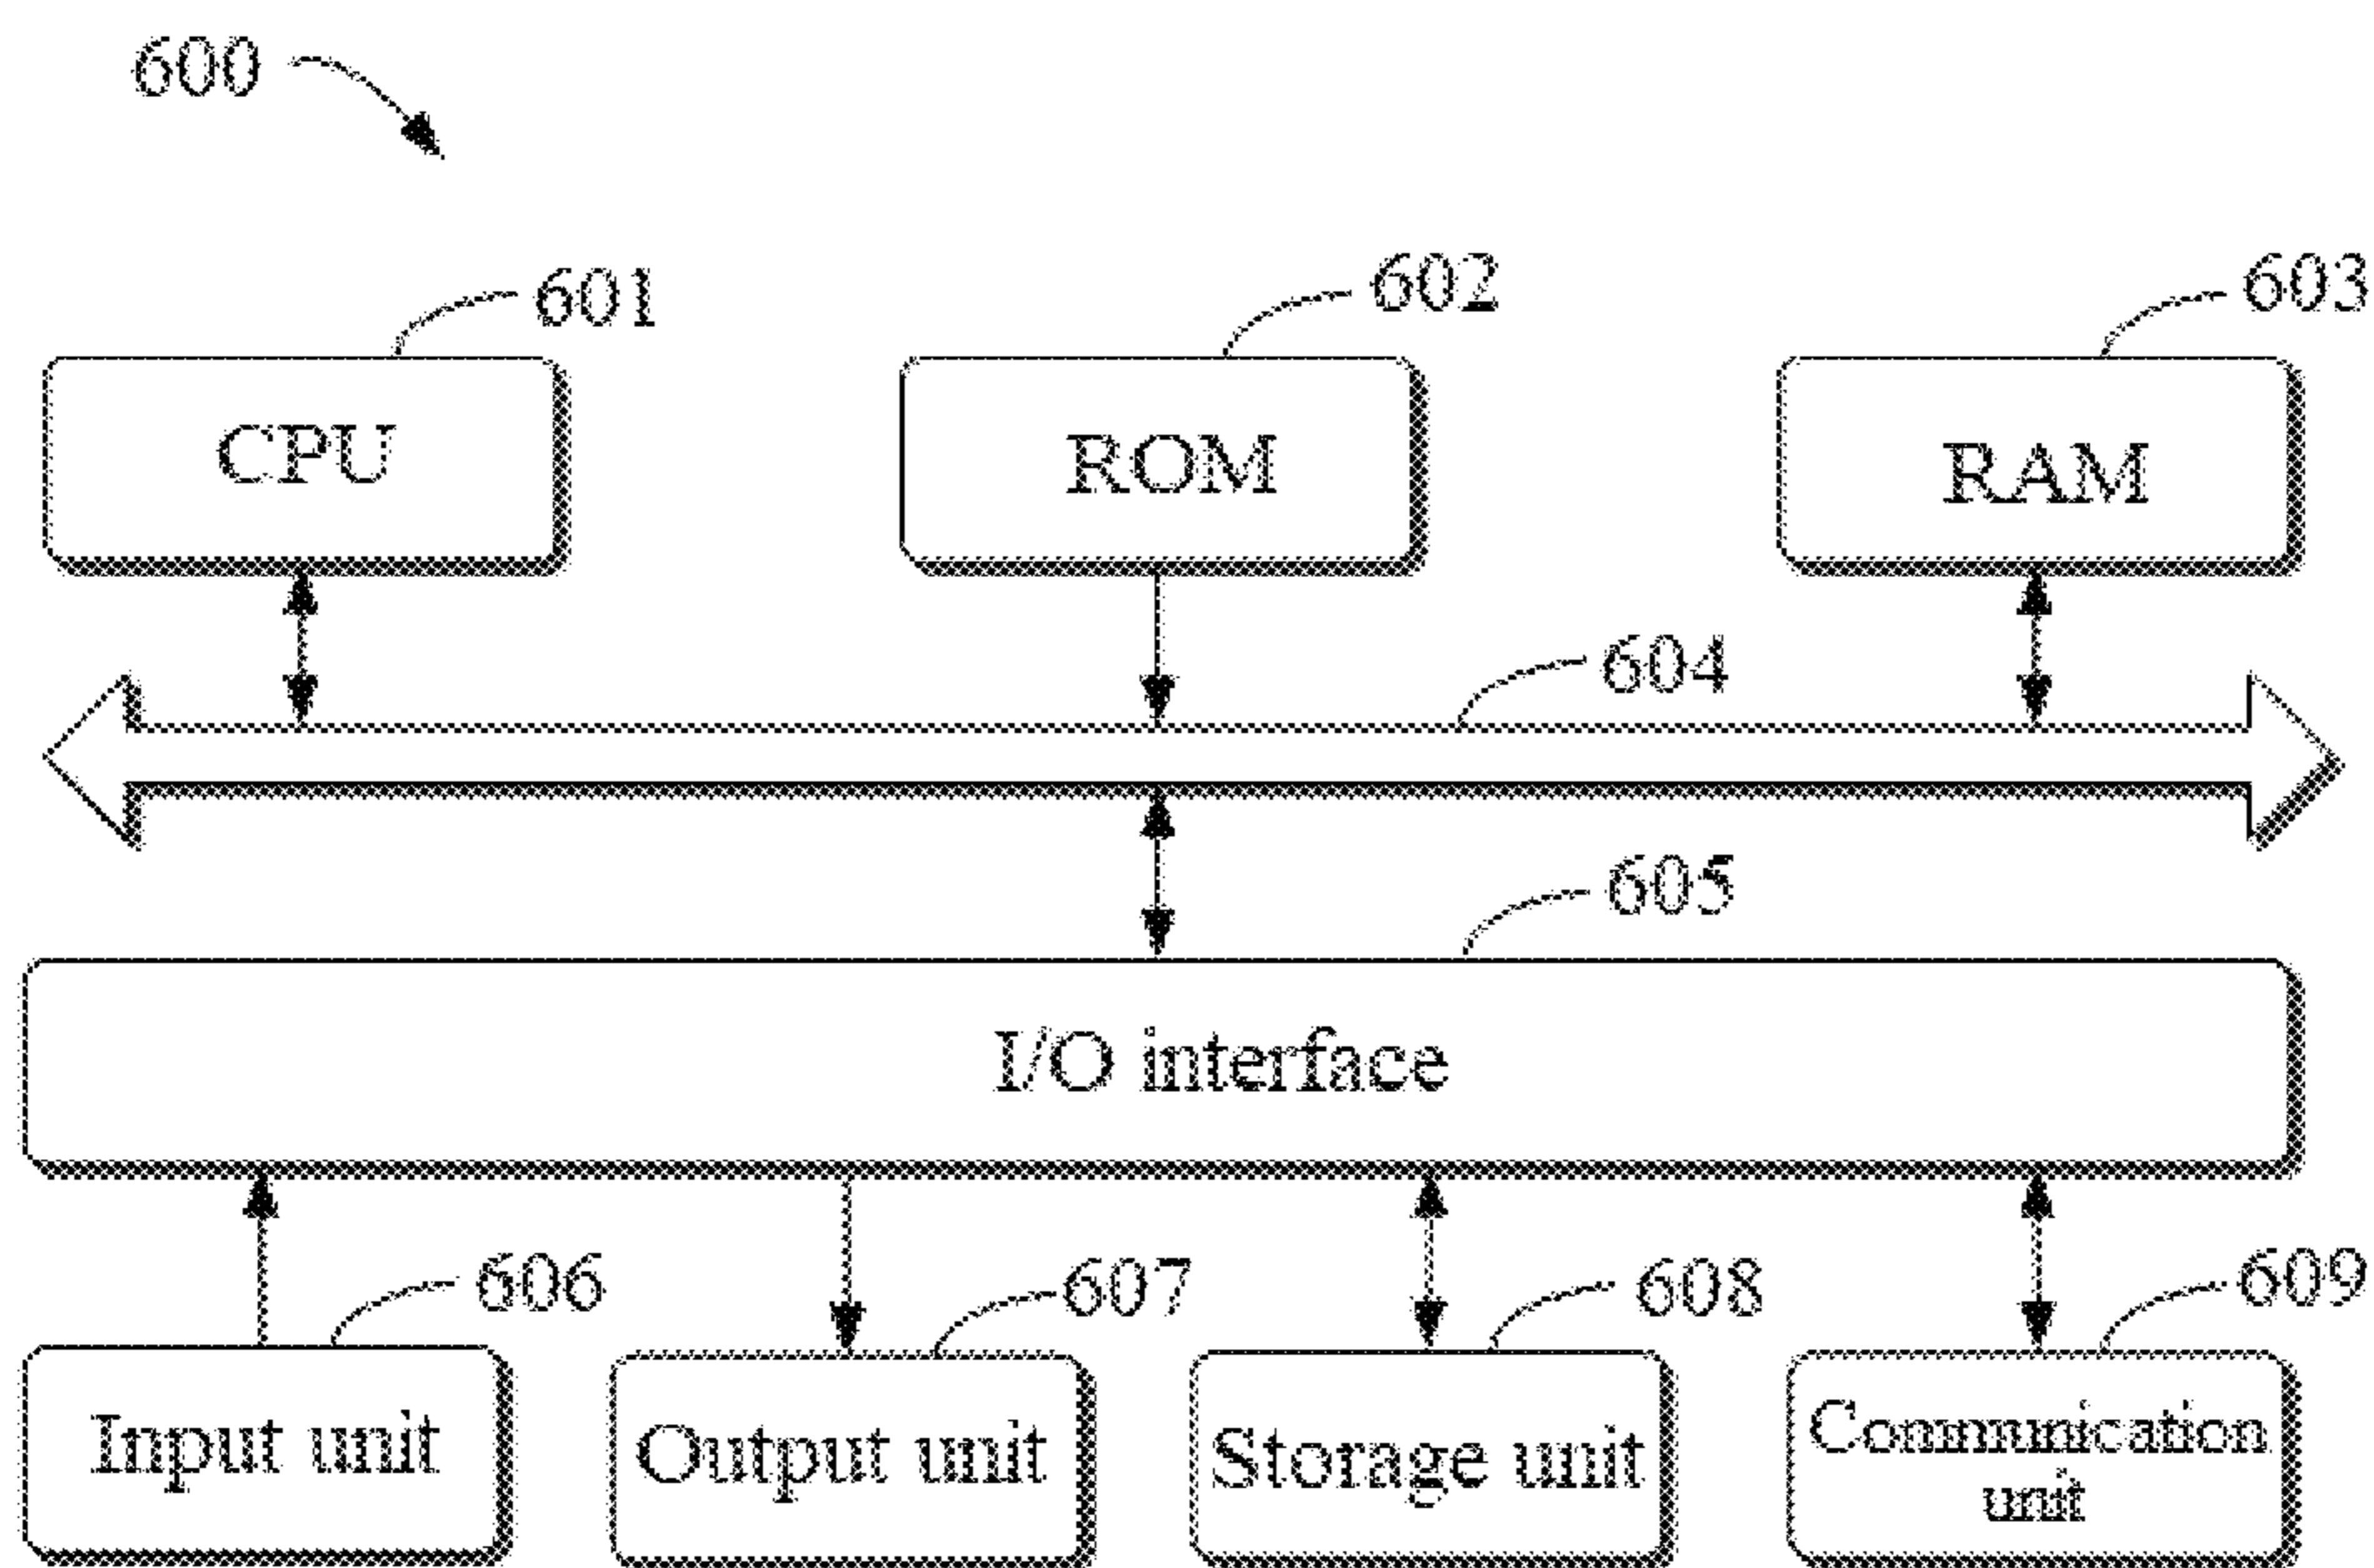 600
601
602
603
CPU
ROM
RAM
604
605
I/O interface
606
607
608
609
Input unit
Output unit
Storage unit
Communication
unit